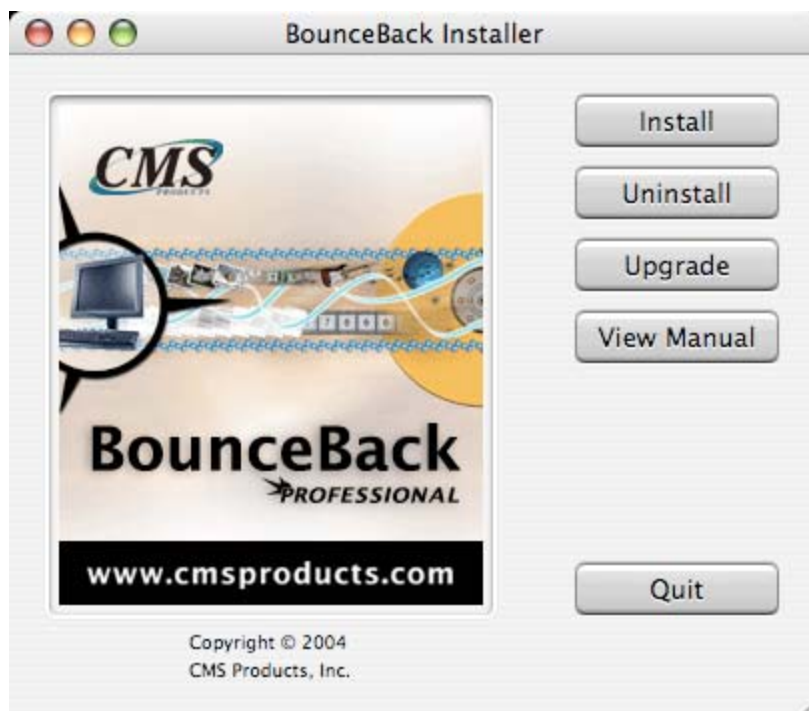 BounceBack Installer
CMS
PRODUCTS
BounceBack
PROFESSIONAL
www.cmsproducts.com
Copyright © 2004
CMS Products, Inc.
Install
Uninstall
Upgrade
View Manual
Quit